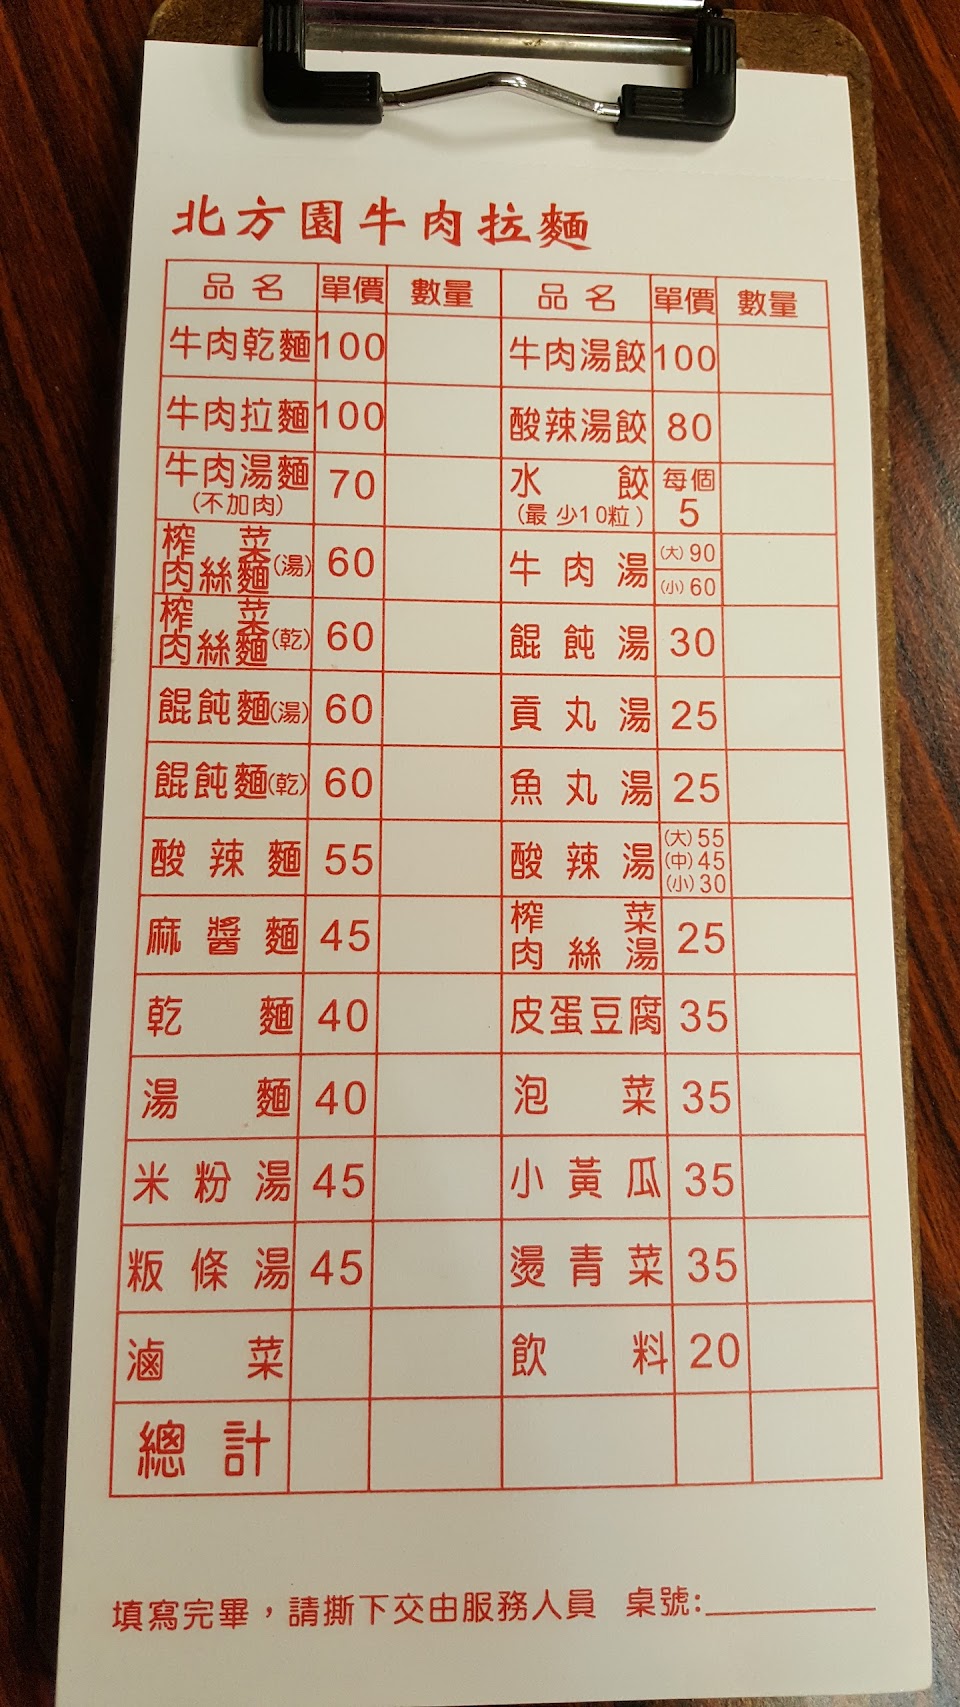 北方園牛肉拉麵
品名 單價 數量 品名 單價 數量
牛肉乾麵 100 牛肉湯餃 100
牛肉拉麵 100 酸辣湯餃 80
牛肉湯麵 (不加肉) 70 水餃 (最少10粒) 每個 5
榨菜肉絲麵(湯) 60 牛肉湯 (大)90 (小)60
榨菜肉絲麵(乾) 60 餛飩湯 30
餛飩麵(湯) 60 貢丸湯 25
餛飩麵(乾) 60 魚丸湯 25
酸辣麵 55 酸辣湯 (大)55 (中)45 (小)30
麻醬麵 45 榨菜肉絲湯 25
乾麵 40 皮蛋豆腐 35
湯麵 40 泡菜 35
米粉湯 45 小黃瓜 35
粄條湯 45 燙青菜 35
滷菜 飲料 20
總計
填寫完畢，請撕下交由服務人員 桌號: